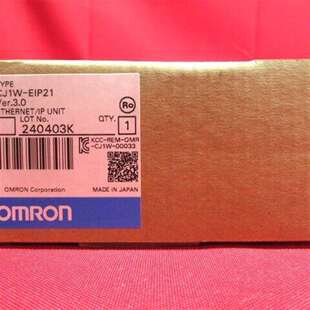 TYPE
CJ1W-EIP21
Ver.3.0
ETHERNET/IP UNIT
LOT No.
QTY.
240403K
1
Ro
KCC-REM-OMR
-CJ1W-00033
OMRON Corporation
MADE IN JAPAN
OMRON